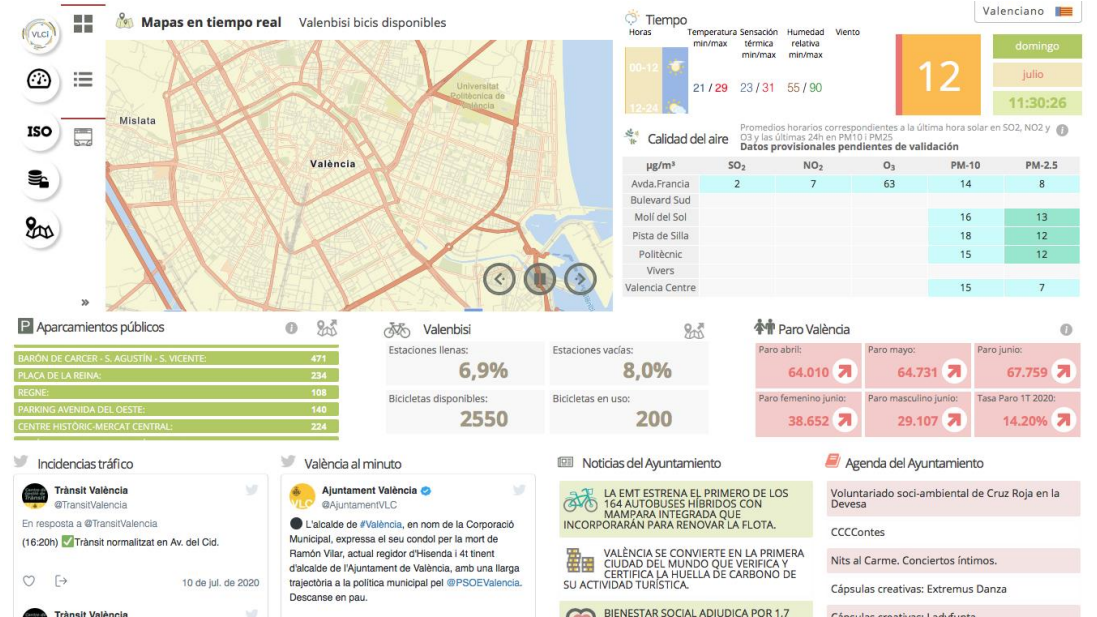 VLCi
ISO
»
Mapas en tiempo real Valenbisi bicis disponibles
Mislata
Universitat
Politècnica de
València
València
Tiempo
Valenciano
Horas Temperatura min/max Sensación térmica min/max Humedad relativa min/max Viento
00-12
12-24
21 / 29 23 / 31 55 / 90
12
domingo
julio
11:30:26
Calidad del aire
Promedios horarios correspondientes a la última hora solar en SO2, NO2 y
O3 y las últimas 24h en PM10 i PM25
Datos provisionales pendientes de validación
µg/m³ SO₂ NO₂ O₃ PM-10 PM-2.5
Avda.Francia 2 7 63 14 8
Bulevard Sud
Molí del Sol 16 13
Pista de Silla 18 12
Politècnic 15 12
Vivers
Valencia Centre 15 7
P Aparcamientos públicos
BARÓN DE CARCER - S. AGUSTÍN - S. VICENTE: 471
PLAÇA DE LA REINA: 234
REGNE: 108
PARKING AVENIDA DEL OESTE: 140
CENTRE HISTÒRIC-MERCAT CENTRAL: 224
Valenbisi
Estaciones llenas: 6,9%
Estaciones vacías: 8,0%
Bicicletas disponibles: 2550
Bicicletas en uso: 200
Paro València
Paro abril: 64.010
Paro mayo: 64.731
Paro junio: 67.759
Paro femenino junio: 38.652
Paro masculino junio: 29.107
Tasa Paro 1T 2020: 14.20%
Incidencias tráfico
Trànsit València
@TransitValencia
En resposta a @TransitValencia
(16:20h) ✅Trànsit normalitzat en Av. del Cid.
10 de jul. de 2020
Trànsit València
València al minuto
Ajuntament València
@AjuntamentVLC
⚫ L'alcalde de #València, en nom de la Corporació
Municipal, expressa el seu condol per la mort de
Ramón Vilar, actual regidor d'Hisenda i 4t tinent
d'alcalde de l'Ajuntament de València, amb una llarga
trajectòria a la política municipal pel @PSOEValencia.
Descanse en pau.
Noticias del Ayuntamiento
LA EMT ESTRENA EL PRIMERO DE LOS
164 AUTOBUSES HÍBRIDOS CON
MAMPARA INTEGRADA QUE
INCORPORARÁN PARA RENOVAR LA FLOTA.
VALÈNCIA SE CONVIERTE EN LA PRIMERA
CIUDAD DEL MUNDO QUE VERIFICA Y
CERTIFICA LA HUELLA DE CARBONO DE
SU ACTIVIDAD TURÍSTICA.
BIENESTAR SOCIAL ADJUDICA POR 1,7
Agenda del Ayuntamiento
Voluntariado soci-ambiental de Cruz Roja en la
Devesa
CCCContes
Nits al Carme. Conciertos íntimos.
Cápsulas creativas: Extremus Danza
Cápsulas creativas: Ladyfunta